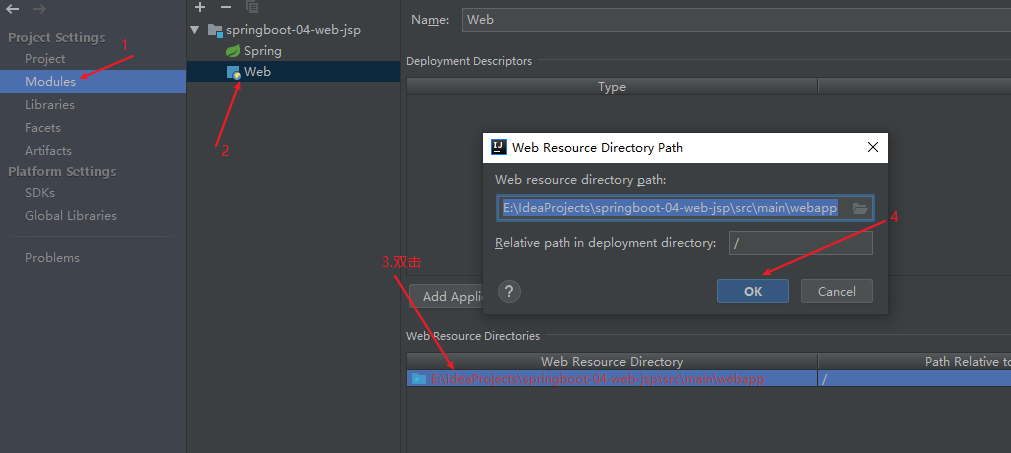 Project Settings
Project
Modules
Libraries
Facets
Artifacts
Platform Settings
SDKs
Global Libraries
Problems
1
springboot-04-web-jsp
Spring
Web
2
Name: Web
Deployment Descriptors
Type
Web Resource Directory Path
Web resource directory path:
E:\IdeaProjects\springboot-04-web-jsp\src\main\webapp
Relative path in deployment directory: /
4
? OK Cancel
3.双击
Add Appli
Web Resource Directories
Web Resource Directory Path Relative to
E:\IdeaProjects\springboot-04-web-jsp\src\main\webapp /